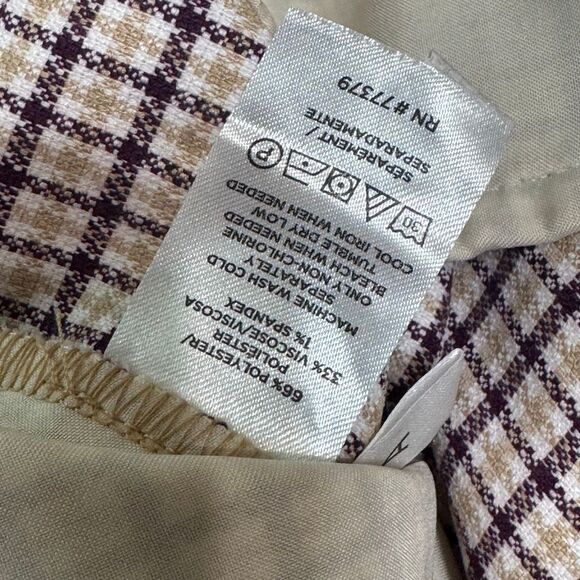 66% POLYESTER/
POLIESTER
33% VISCOSE/VISCOSA
1% SPANDEX
MACHINE WASH COLD
SEPARATELY
ONLY NON CHLORINE
BLEACH WHEN NEEDED
TUMBLE DRY LOW
COOL IRON WHEN NEEDED
30 P
SEPARÉMENT/
SEPARADAMENTE
RN #77379